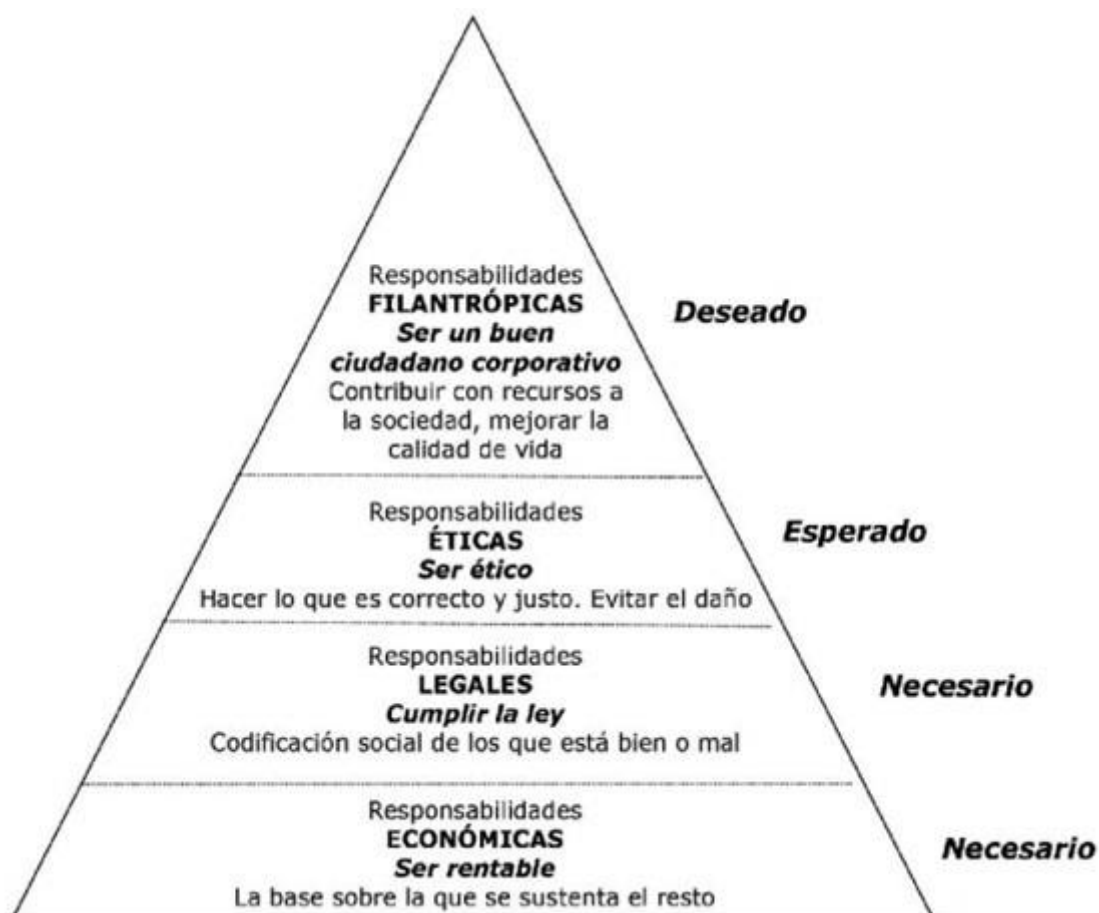 Responsabilidades
FILANTRÓPICAS
Ser un buen
ciudadano corporativo
Contribuir con recursos a
la sociedad, mejorar la
calidad de vida
Deseado
Responsabilidades
ÉTICAS
Ser ético
Hacer lo que es correcto y justo. Evitar el daño
Esperado
Responsabilidades
LEGALES
Cumplir la ley
Codificación social de los que está bien o mal
Necesario
Responsabilidades
ECONÓMICAS
Ser rentable
La base sobre la que se sustenta el resto
Necesario